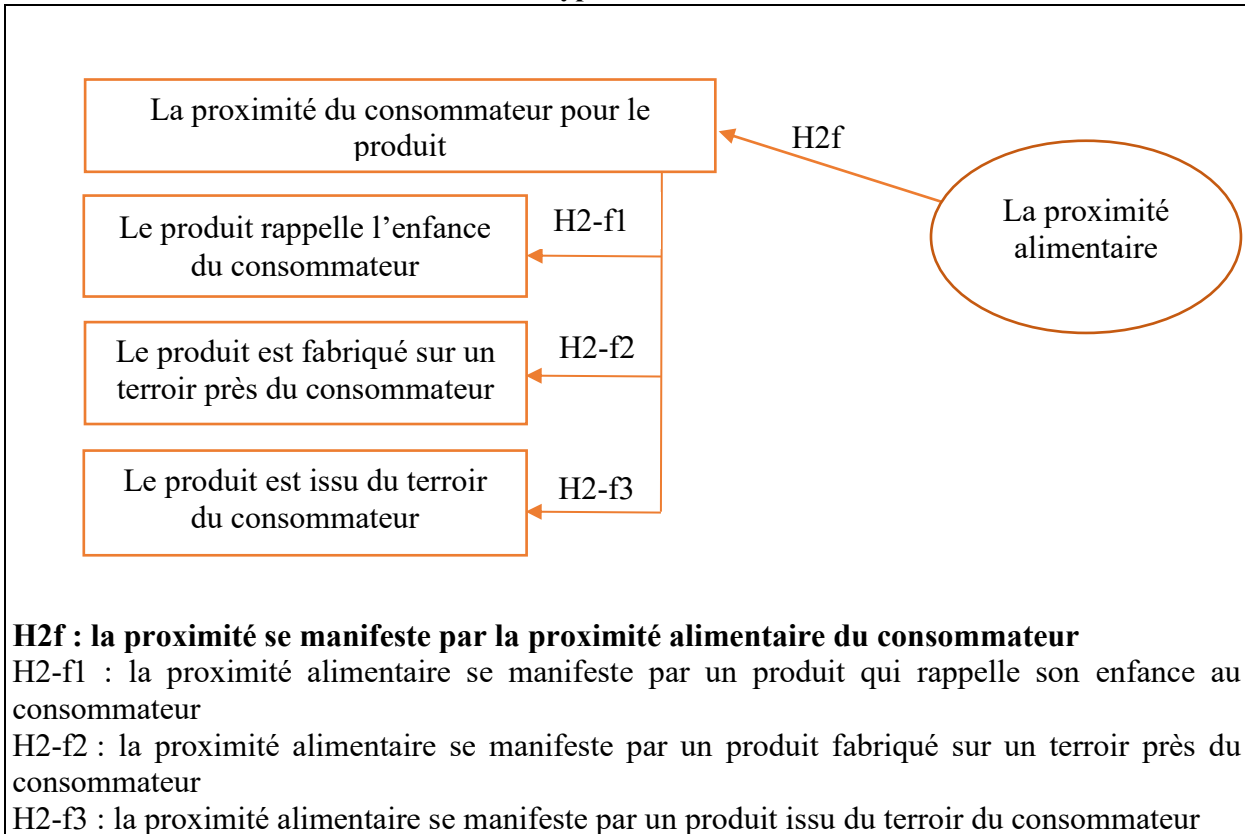 La proximité du consommateur pour le
produit
H2f
La proximité
alimentaire
Le produit rappelle l’enfance
du consommateur
H2-f1
Le produit est fabriqué sur un
terroir près du consommateur
H2-f2
Le produit est issu du terroir
du consommateur
H2-f3
H2f : la proximité se manifeste par la proximité alimentaire du consommateur
H2-f1 : la proximité alimentaire se manifeste par un produit qui rappelle son enfance au
consommateur
H2-f2 : la proximité alimentaire se manifeste par un produit fabriqué sur un terroir près du
consommateur
H2-f3 : la proximité alimentaire se manifeste par un produit issu du terroir du consommateur